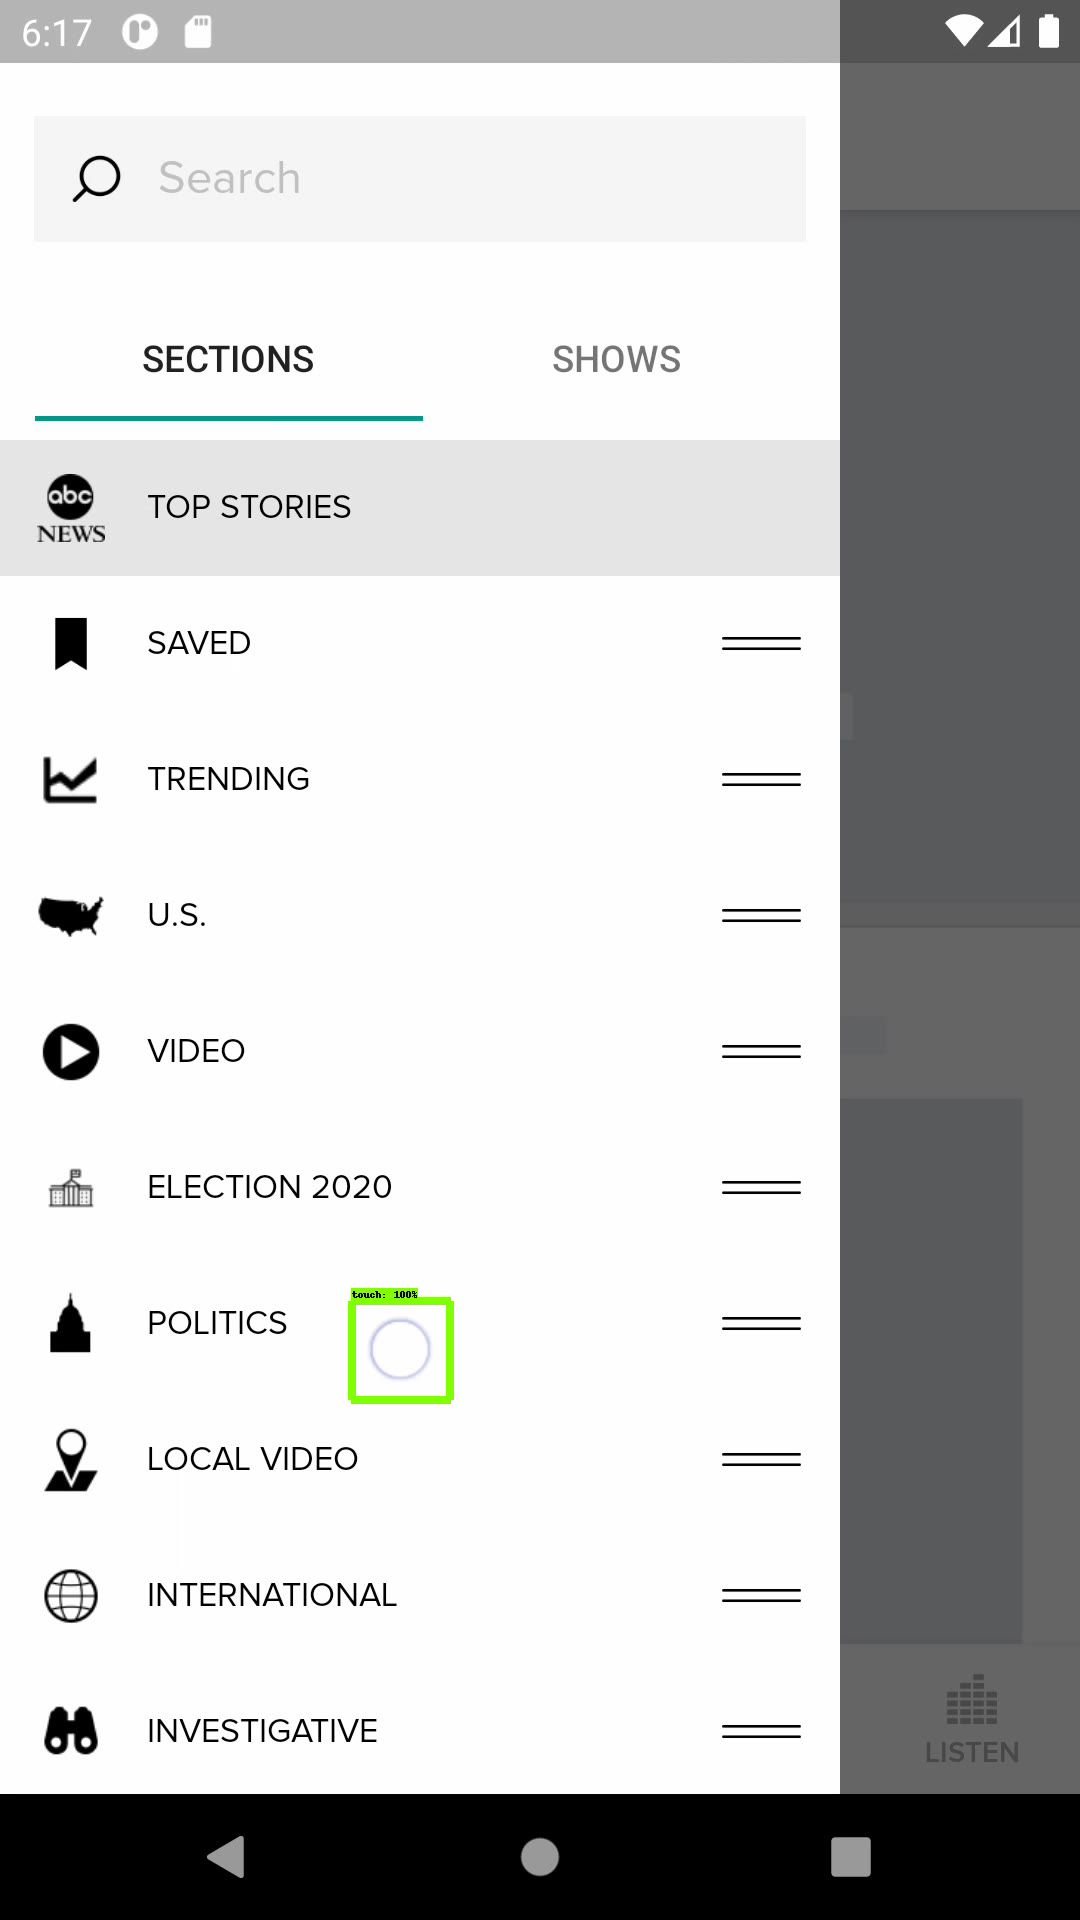 6:17
Search
SECTIONS
SHOWS
abc
NEWS
TOP STORIES
SAVED
TRENDING
U.S.
VIDEO
ELECTION 2020
touch: 100%
POLITICS
LOCAL VIDEO
INTERNATIONAL
INVESTIGATIVE
LISTEN